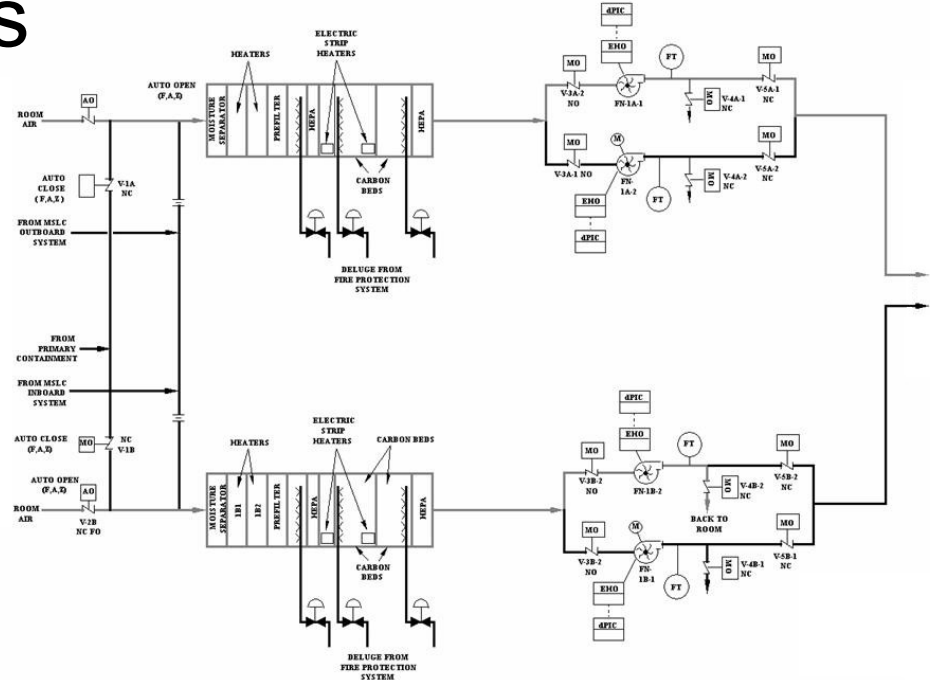 s
dPIC
EHO
FT
MO
MO
V-3A-2
NO
FN-1A-1
MO
V-4A-1
NC
V-5A-1
NC
ELECTRIC
STRIP
HEATERS
HEATERS
AUTO OPEN
(F,A,Z)
AO
ROOM
AIR
MOISTURE
SEPARATOR
PREFILTER
HEPA
HEPA
CARBON
BEDS
MO
V-3A-1 NO
M
FN-
1A-2
MO
V-4A-2
NC
MO
V-5A-2
NC
FT
EHO
dPIC
AUTO
CLOSE
(F,A,Z)
V-1A
NC
FROM MSLC
OUTBOARD
SYSTEM
DELUGE FROM
FIRE PROTECTION
SYSTEM
FROM
PRIMARY
CONTAINMENT
FROM MSLC
INBOARD
SYSTEM
AUTO CLOSE
(F,A,Z)
MO
NC
V-1B
AUTO OPEN
(F,A,Z)
AO
ROOM
AIR
V-2B
NC FO
HEATERS
ELECTRIC
STRIP
HEATERS
CARBON BEDS
MOISTURE
SEPARATOR
1B1
1B2
PREFILTER
HEPA
HEPA
CARBON
BEDS
DELUGE FROM
FIRE PROTECTION
SYSTEM
dPIC
EHO
FT
MO
MO
V-3B-2
NO
FN-1B-2
MO
V-4B-2
NC
V-5B-2
NC
BACK TO
ROOM
MO
V-3B-2
NO
M
FN-
1B-1
MO
V-5B-1
NC
MO
V-4B-1
NC
FT
EHO
dPIC